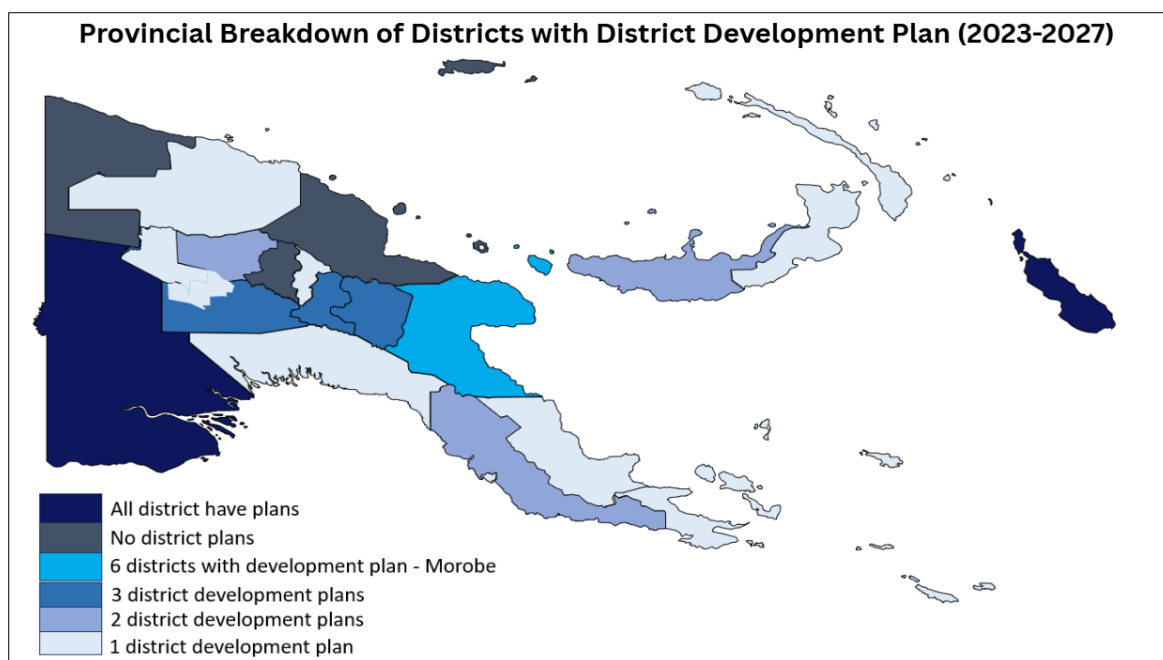 Provincial Breakdown of Districts with District Development Plan (2023-2027)
All district have plans
No district plans
6 districts with development plan - Morobe
3 district development plans
2 district development plans
1 district development plan